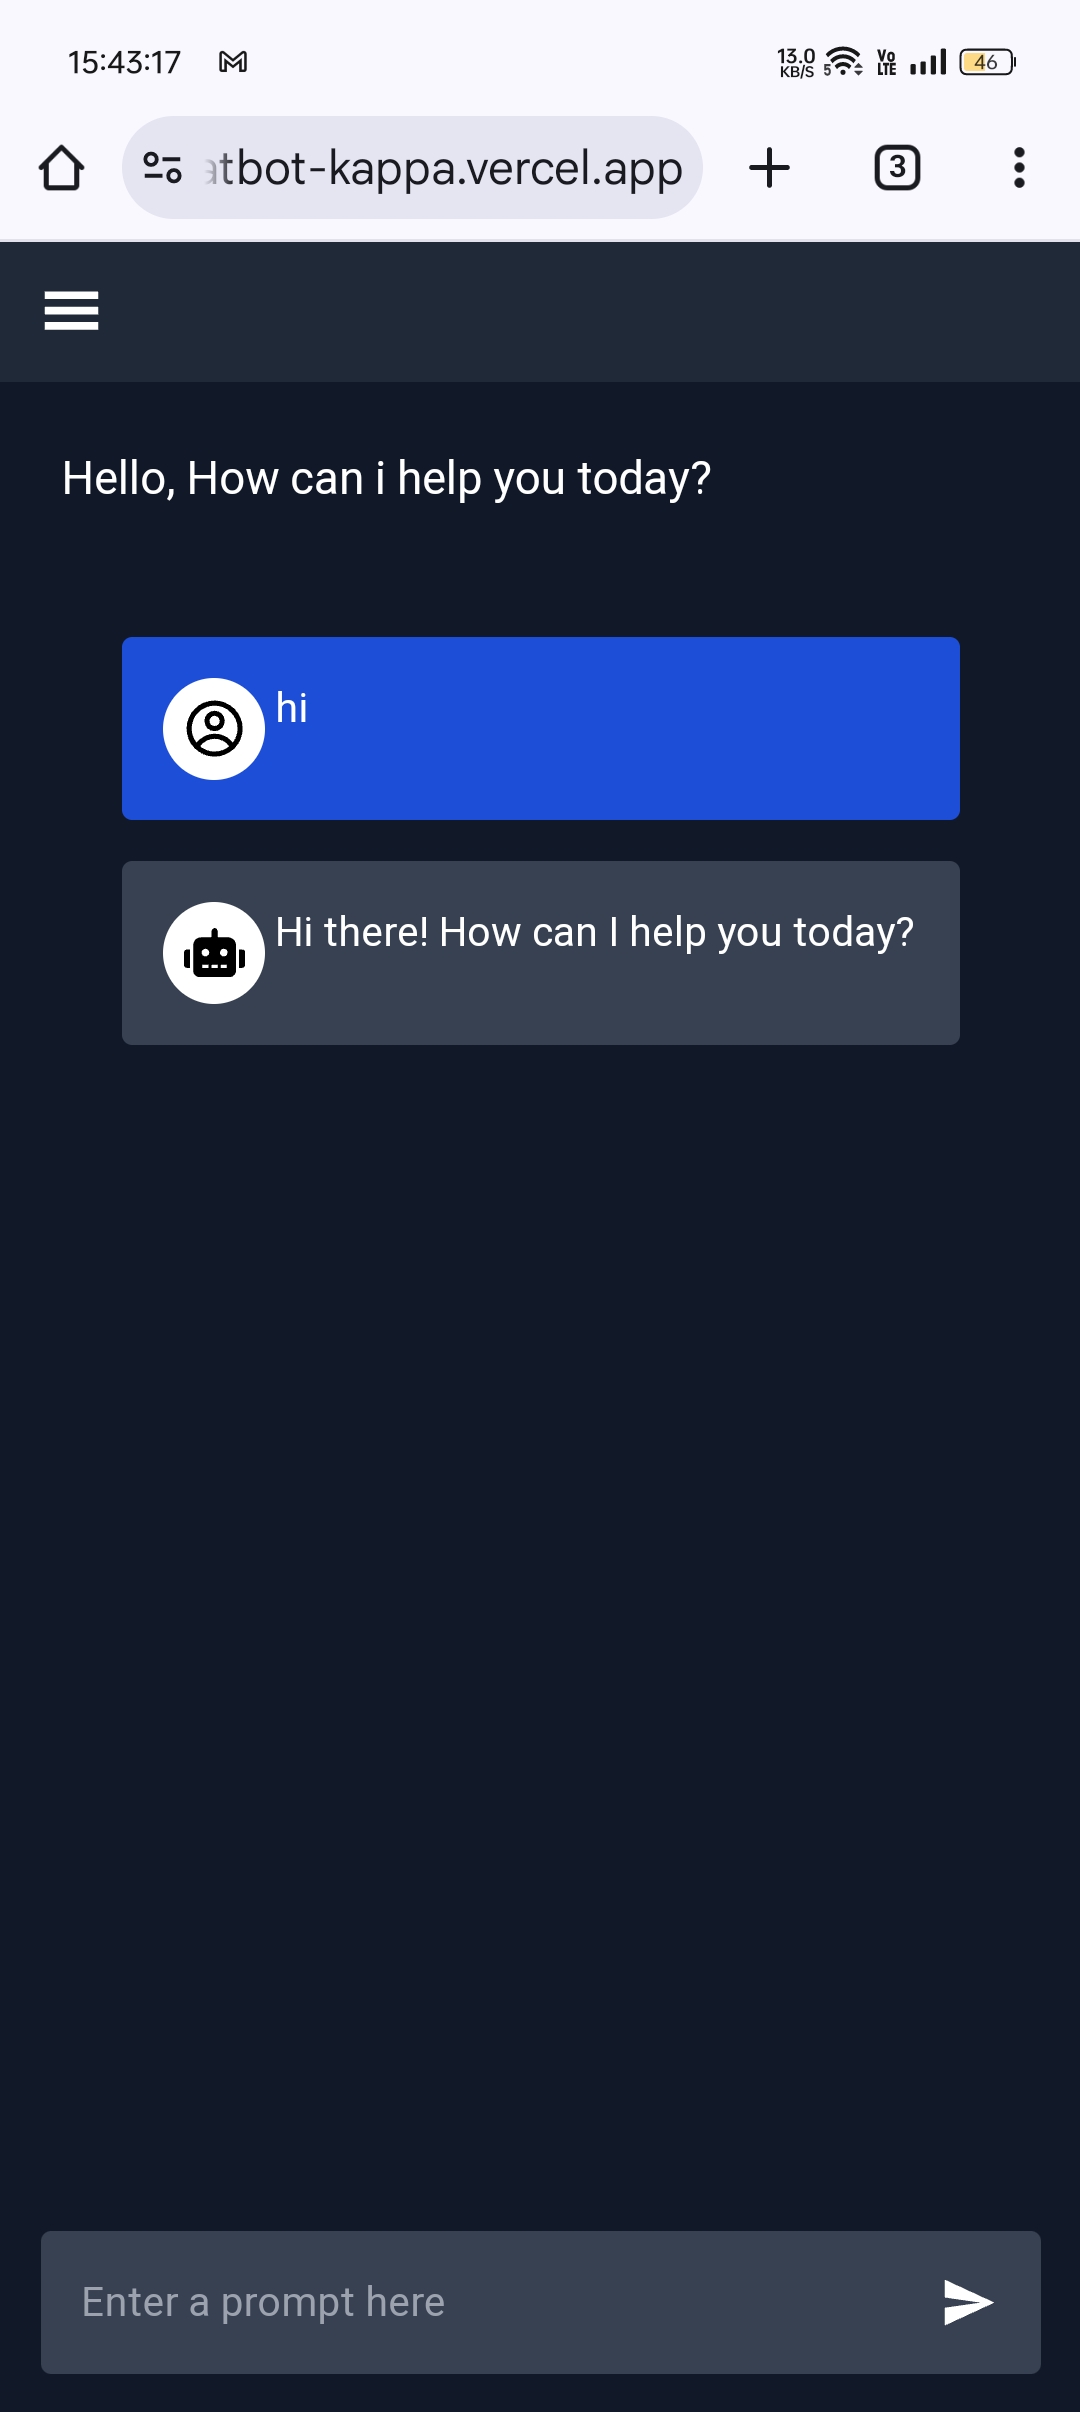 15:43:17
13.0
KB/S
5
Vo
LTE
46
atbot-kappa.vercel.app
3
Hello, How can i help you today?
hi
Hi there! How can I help you today?
Enter a prompt here